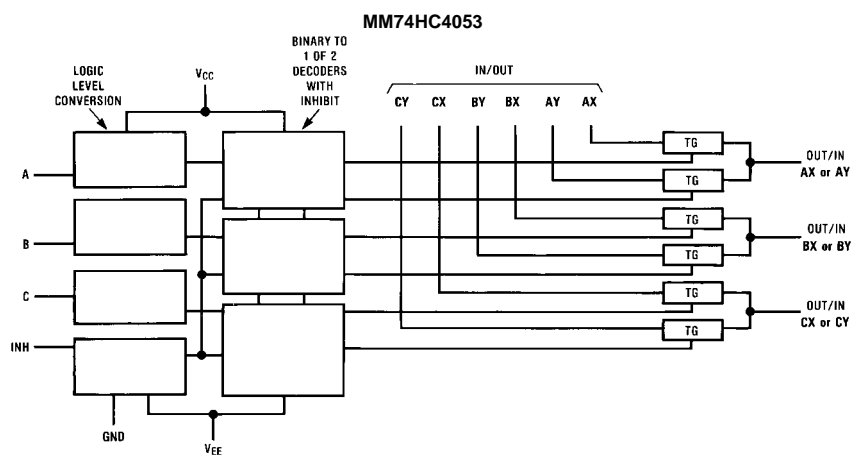 MM74HC4053
LOGIC
LEVEL
CONVERSION
VCC
BINARY TO
1 OF 2
DECODERS
WITH
INHIBIT
IN/OUT
CY CX BY BX AY AX
A
B
C
INH
GND
VEE
TG
TG
TG
TG
TG
TG
OUT/IN
AX or AY
OUT/IN
BX or BY
OUT/IN
CX or CY